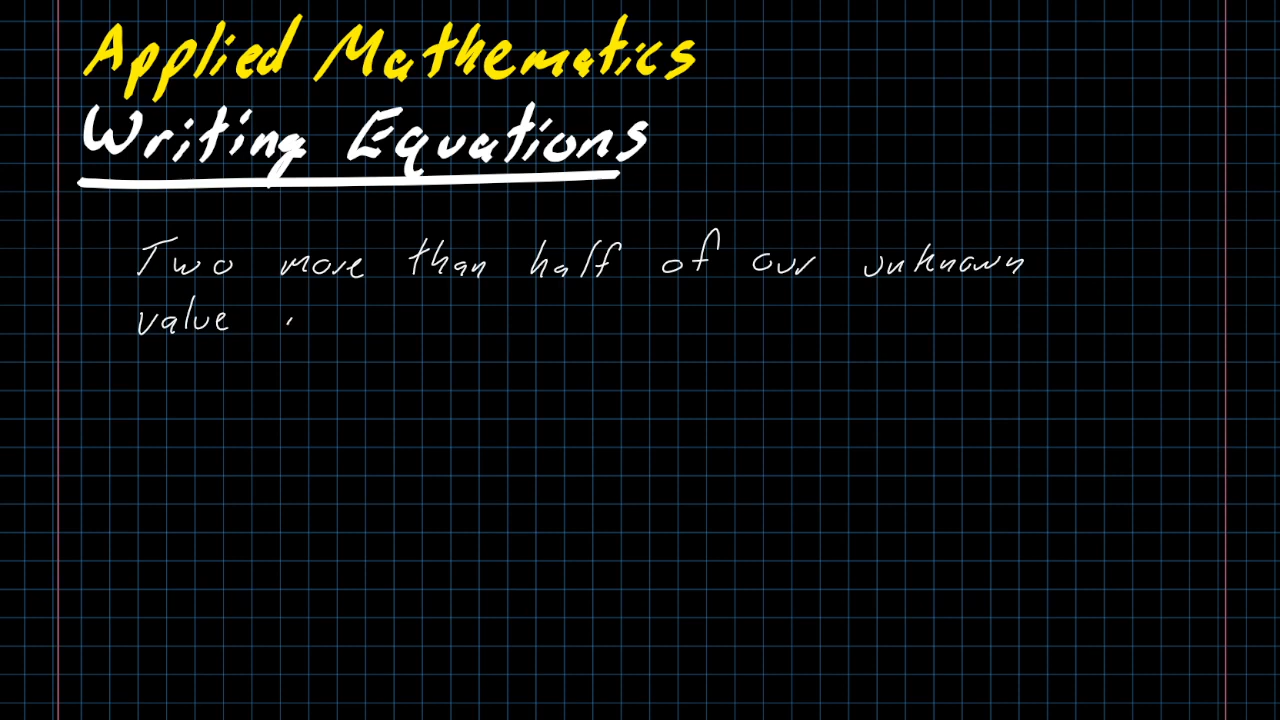 Applied Mathematics
Writing Equations
Two more than half of our unknown
value